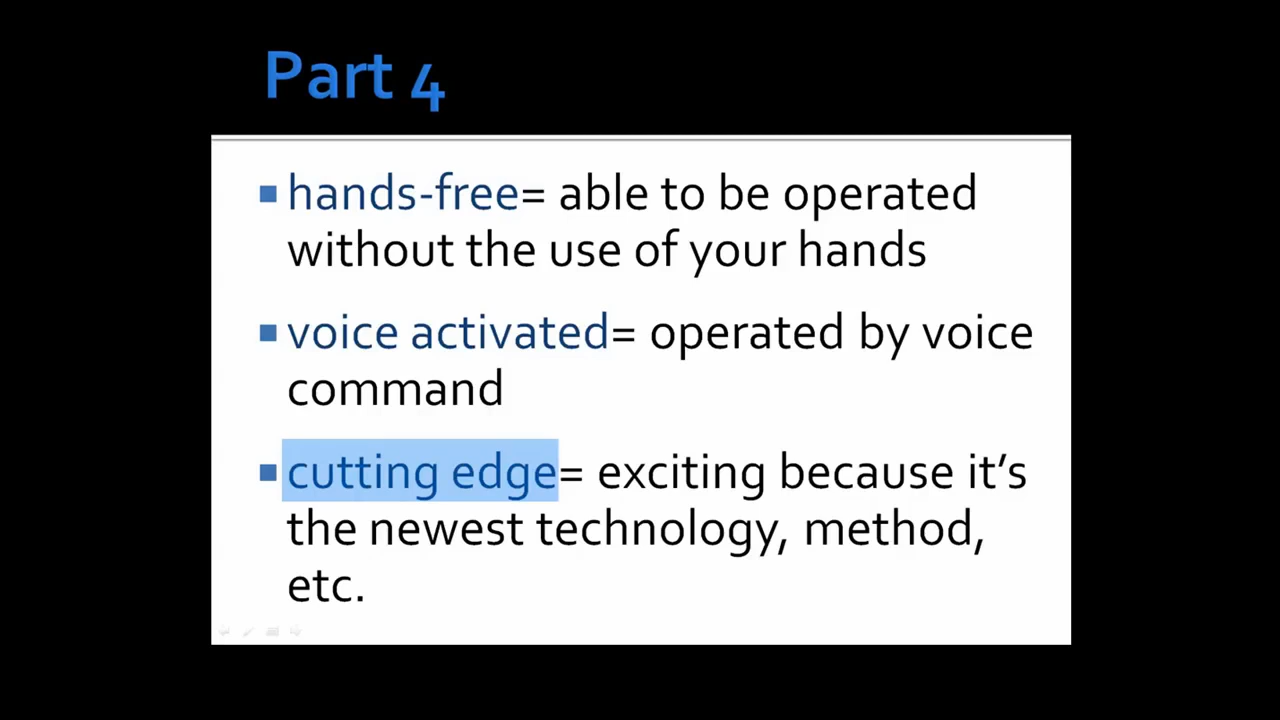 Part 4
hands-free= able to be operated
without the use of your hands
voice activated= operated by voice
command
cutting edge= exciting because it’s
the newest technology, method,
etc.